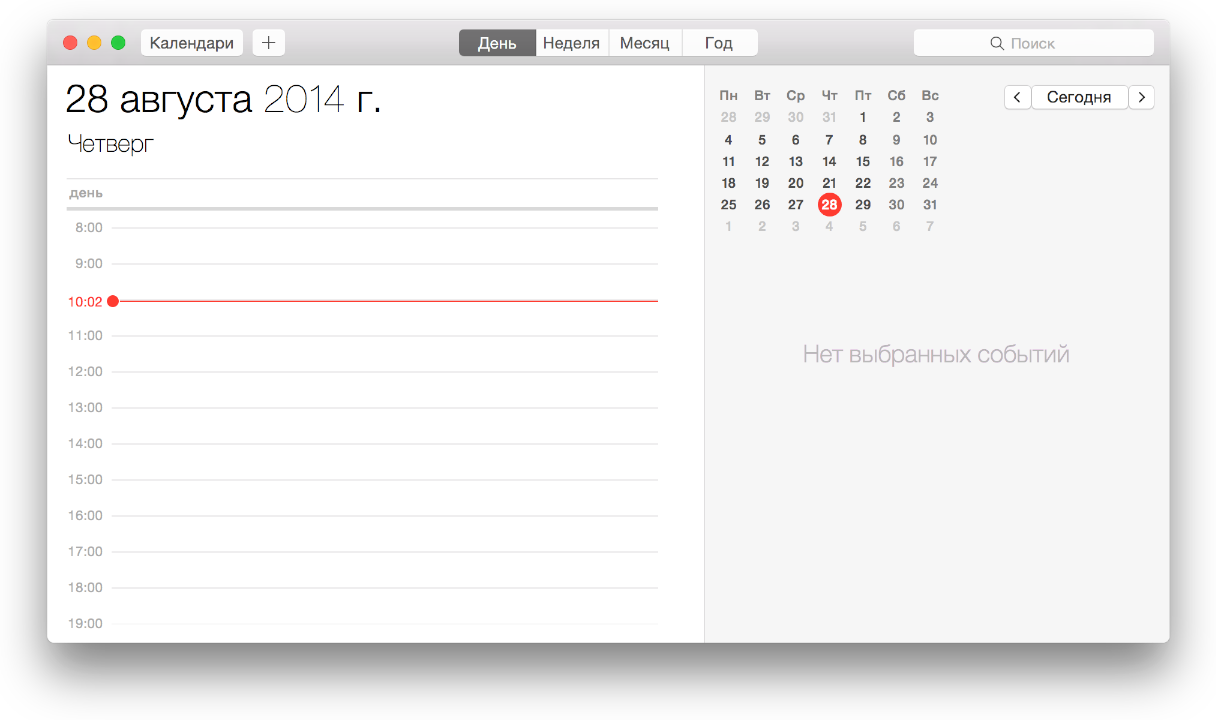 Календари + День Неделя Месяц Год Поиск
28 августа 2014 г.
Четверг
день
8:00
9:00
10:02
11:00
12:00
13:00
14:00
15:00
16:00
17:00
18:00
19:00
Пн Вт Ср Чт Пт Сб Вс
28 29 30 31 1 2 3
4 5 6 7 8 9 10
11 12 13 14 15 16 17
18 19 20 21 22 23 24
25 26 27 28 29 30 31
1 2 3 4 5 6 7
< Сегодня >
Нет выбранных событий